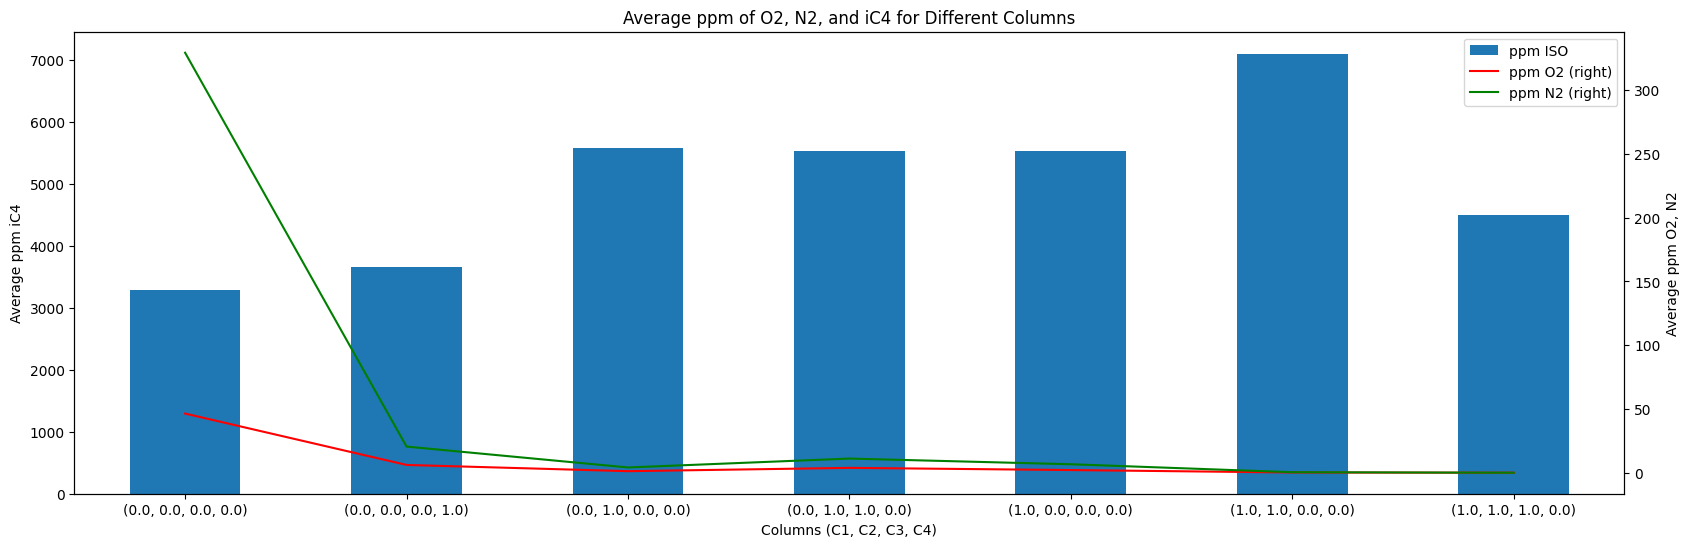 Average ppm of O2, N2, and iC4 for Different Columns
ppm ISO
ppm O2 (right)
ppm N2 (right)
Average ppm iC4
7000
6000
5000
4000
3000
2000
1000
0
Average ppm O2, N2
300
250
200
150
100
50
0
(0.0, 0.0, 0.0, 0.0)
(0.0, 0.0, 0.0, 1.0)
(0.0, 1.0, 0.0, 0.0)
(0.0, 1.0, 1.0, 0.0)
(1.0, 0.0, 0.0, 0.0)
(1.0, 1.0, 0.0, 0.0)
(1.0, 1.0, 1.0, 0.0)
Columns (C1, C2, C3, C4)